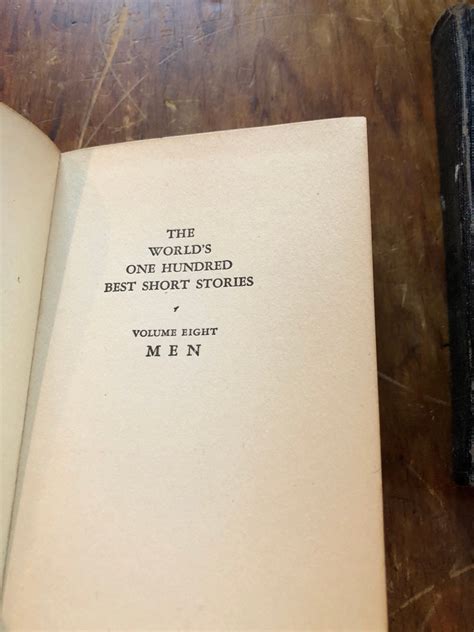 THE
WORLD'S
ONE HUNDRED
BEST SHORT STORIES
VOLUME EIGHT
MEN